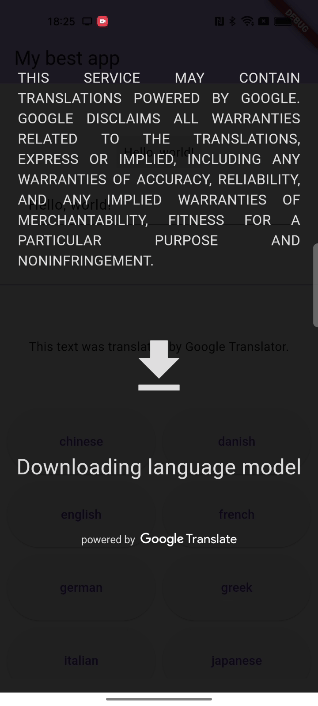 18:25
DEBUG
My best app
THIS SERVICE MAY CONTAIN
TRANSLATIONS POWERED BY GOOGLE.
GOOGLE DISCLAIMS ALL WARRANTIES
RELATED TO THE TRANSLATIONS,
EXPRESS OR IMPLIED, INCLUDING ANY
WARRANTIES OF ACCURACY, RELIABILITY,
AND ANY IMPLIED WARRANTIES OF
MERCHANTABILITY, FITNESS FOR A
PARTICULAR PURPOSE AND
NONINFRINGEMENT.
Hello, world!
Hello, world!
This text was translated by Google Translator.
chinese danish
Downloading language model
english french
powered by Google Translate
german greek
italian japanese